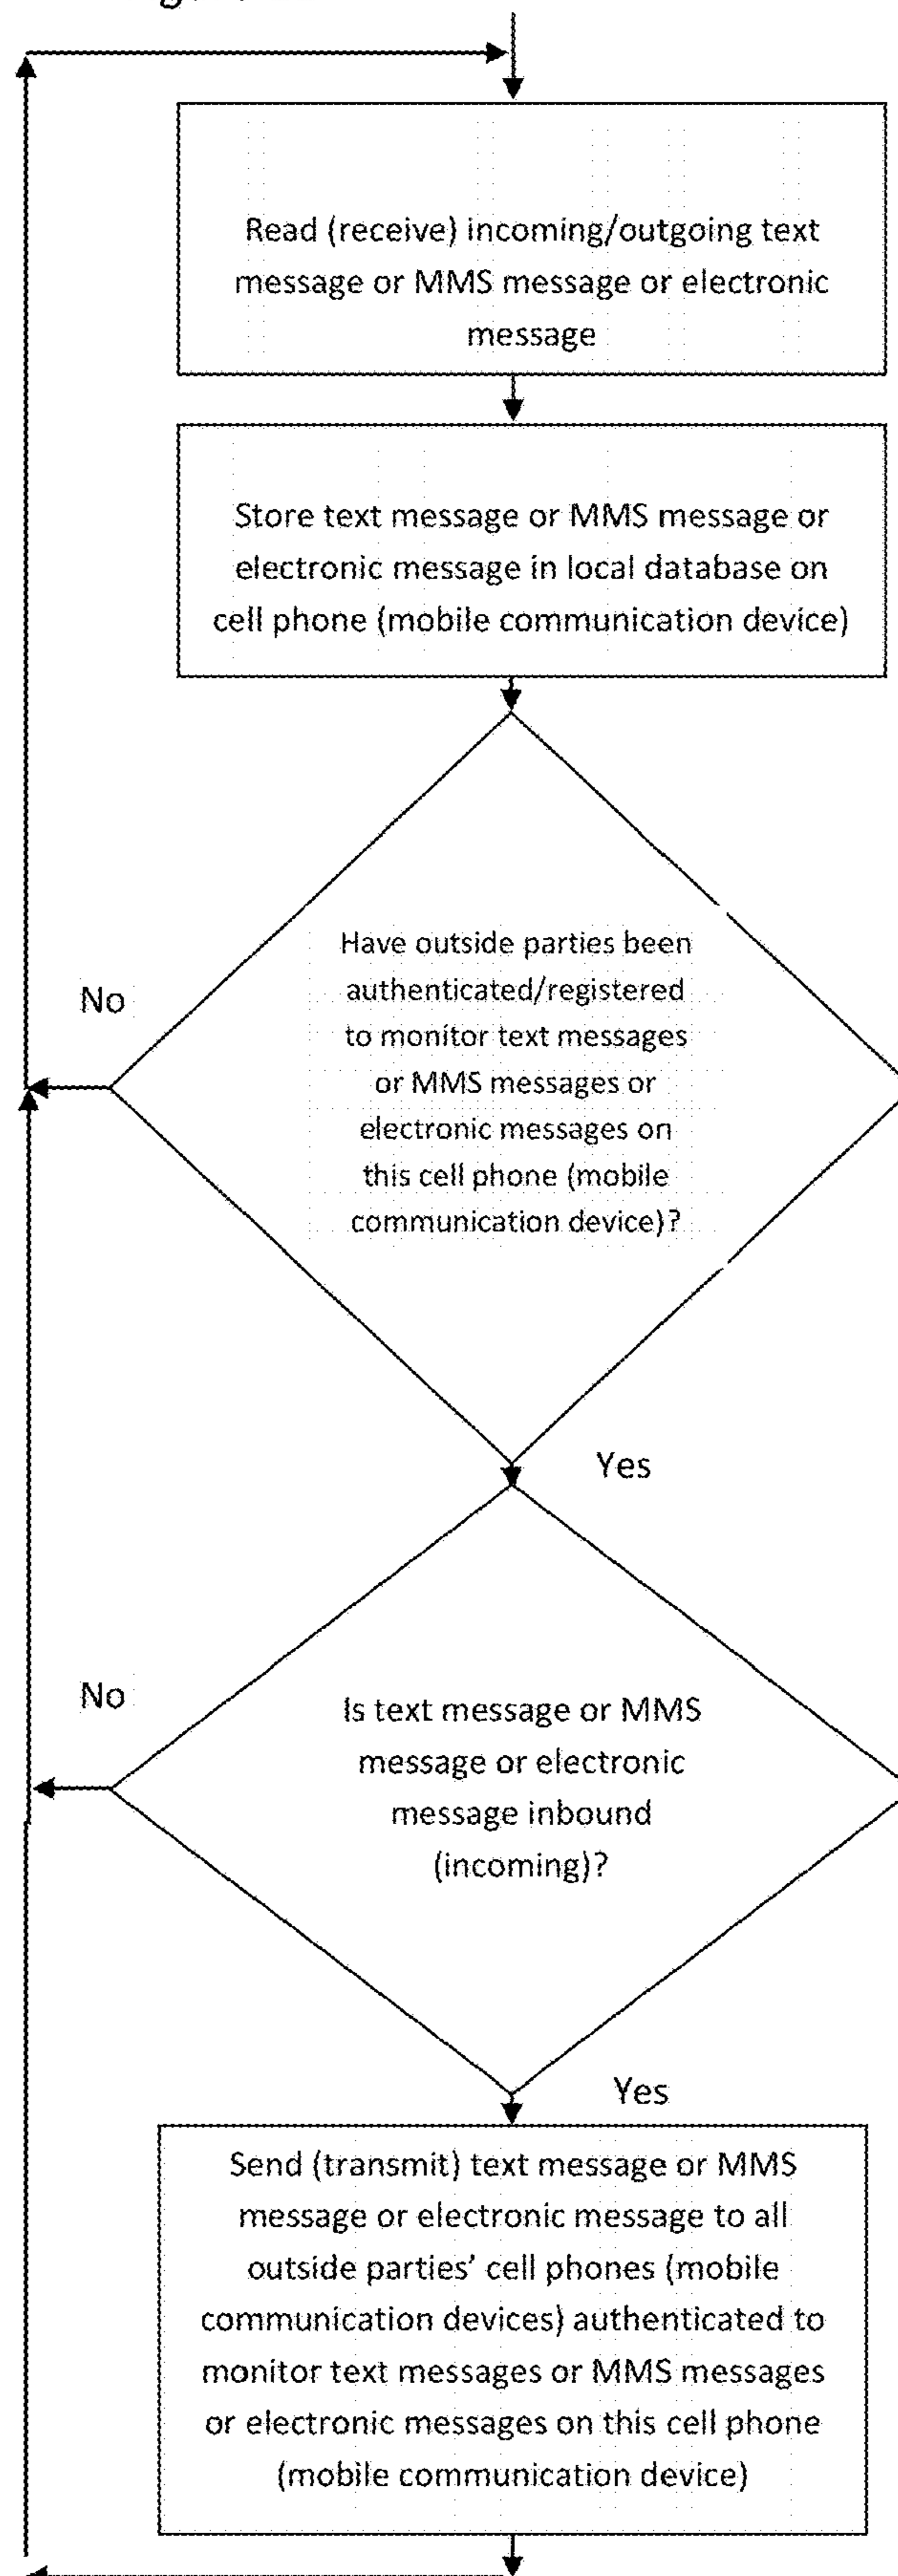 Read (receive) incoming/outgoing text
message or MMS message or electronic
message
Store text message or MMS message or
electronic message in local database on
cell phone (mobile communication device)
Have outside parties been
authenticated/registered
to monitor text messages
or MMS messages or
electronic messages on
this cell phone (mobile
communication device)?
No
Yes
Is text message or MMS
message or electronic
message inbound
(incoming)?
No
Yes
Send (transmit) text message or MMS
message or electronic message to all
outside parties’ cell phones (mobile
communication devices) authenticated to
monitor text messages or MMS messages
or electronic messages on this cell phone
(mobile communication device)